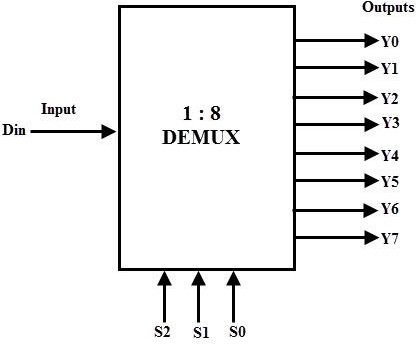 Outputs
Y0
Y1
Input
Y2
1 : 8
Y3
Din
DEMUX
Y4
Y5
Y6
Y7
S2 S1 S0